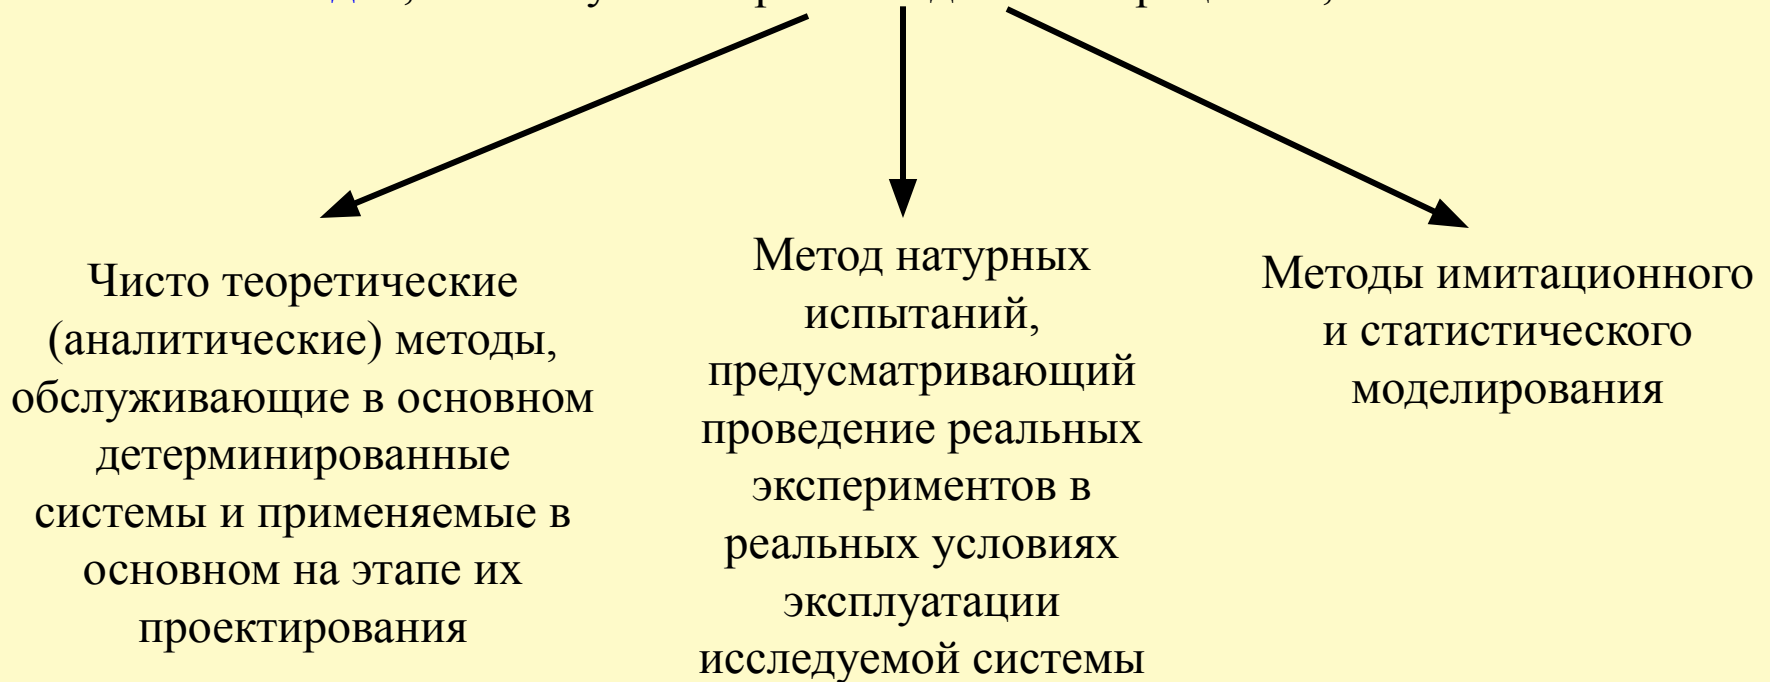 Чисто теоретические
(аналитические) методы,
обслуживающие в основном
детерминированные
системы и применяемые в
основном на этапе их
проектирования
Метод натурных
испытаний,
предусматривающий
проведение реальных
экспериментов в
реальных условиях
эксплуатации
исследуемой системы
Методы имитационного
и статистического
моделирования